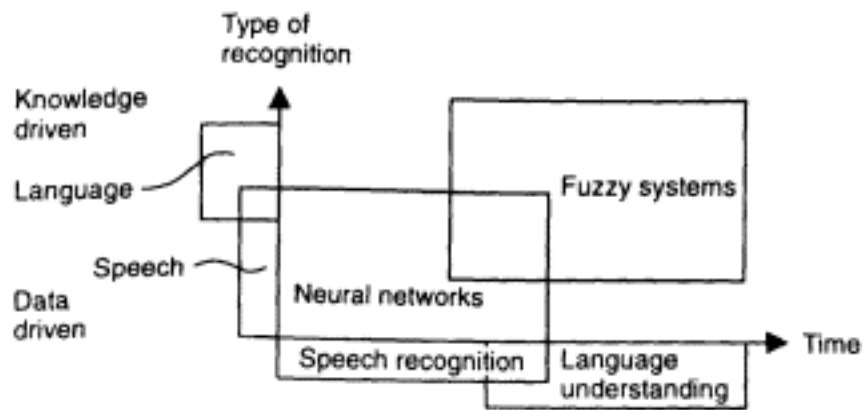 Type of
recognition
Knowledge
driven
Language
Fuzzy systems
Speech
Neural networks
Data
driven
Time
Speech recognition
Language
understanding